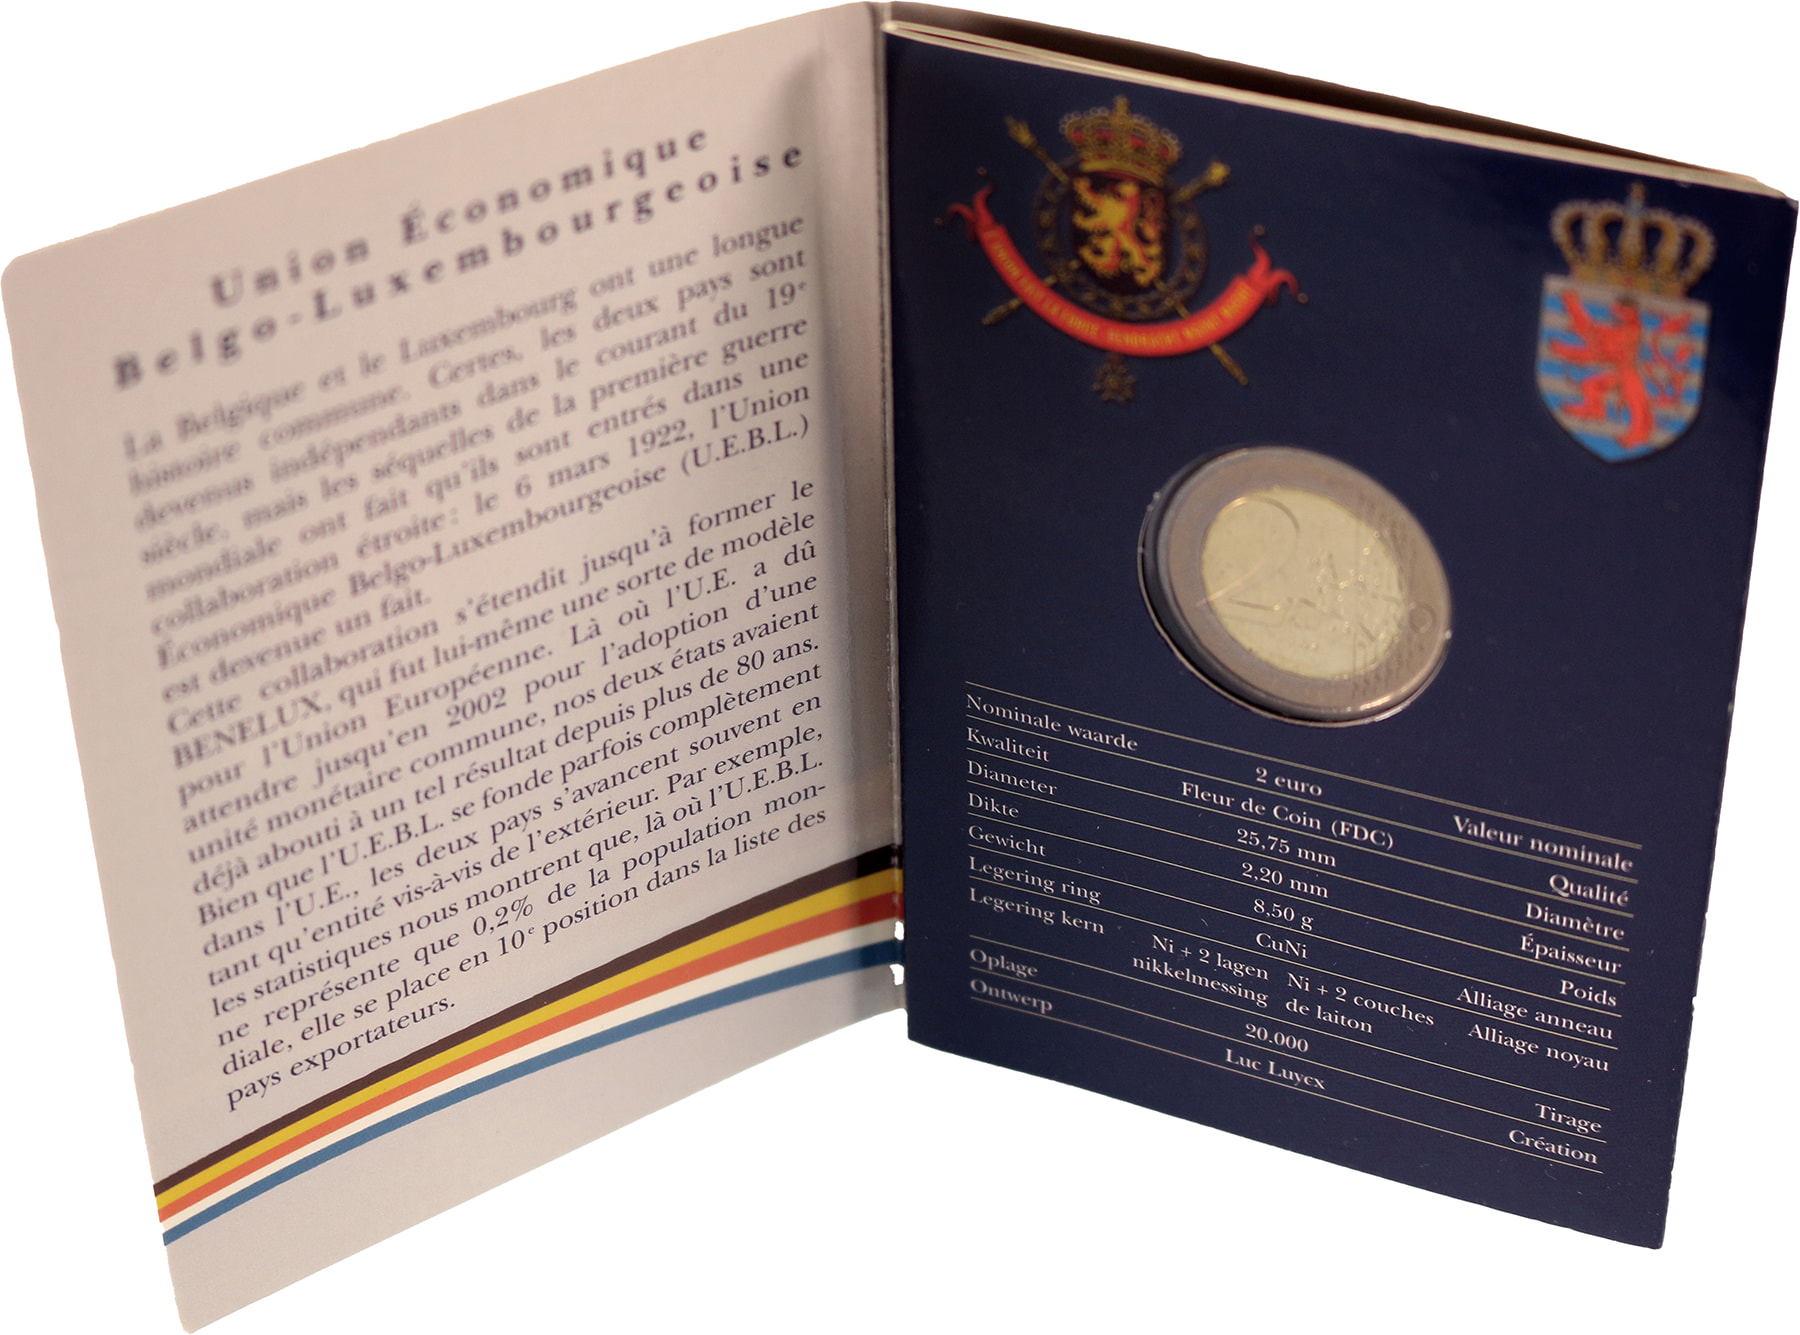 Union Économique
Belgo-Luxembourgeoise
La Belgique et le Luxembourg ont une longue
histoire commune. Certes, les deux pays sont
devenus indépendants dans le courant du 19e
siècle, mais les séquelles de la première guerre
mondiale ont fait qu'ils sont entrés dans une
collaboration étroite: le 6 mars 1922, l'Union
Économique Belgo-Luxembourgeoise (U.E.B.L.)
est devenue un fait.
Cette collaboration s'étendit jusqu'à former le
BENELUX, qui fut lui-même une sorte de modèle
pour l'Union Européenne. Là où l'U.E. a dû
attendre jusqu'en 2002 pour l'adoption d'une
unité monétaire commune, nos deux états avaient
déjà abouti à un tel résultat depuis plus de 80 ans.
Bien que l'U.E.B.L. se fonde parfois complètement
dans l'U.E., les deux pays s'avancent souvent en
tant qu'entité vis-à-vis de l'extérieur. Par exemple,
les statistiques nous montrent que, là où l'U.E.B.L.
ne représente que 0,2% de la population mon-
diale, elle se place en 10e position dans la liste des
pays exportateurs.
2
Nominale waarde 2 euro Valeur nominale
Kwaliteit Fleur de Coin (FDC) Qualité
Diameter 25,75 mm Diamètre
Dikte 2,20 mm Épaisseur
Gewicht 8,50 g Poids
Legering ring CuNi Alliage anneau
Legering kern Ni + 2 lagen Ni + 2 couches Alliage noyau
nikkelmessing de laiton
Oplage 20.000 Tirage
Ontwerp Luc Luycx Création